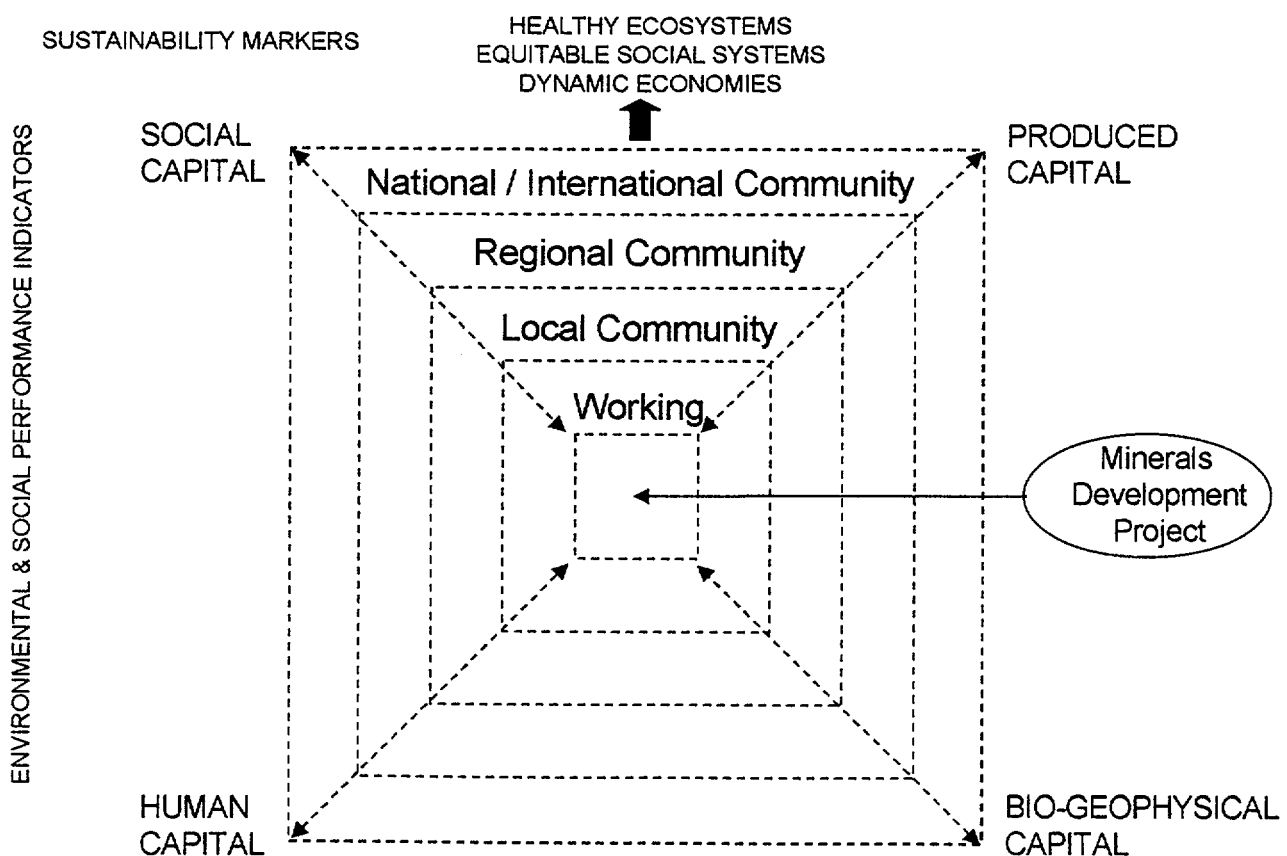 SUSTAINABILITY MARKERS
HEALTHY ECOSYSTEMS
EQUITABLE SOCIAL SYSTEMS
DYNAMIC ECONOMIES
ENVIRONMENTAL & SOCIAL PERFORMANCE INDICATORS
SOCIAL
CAPITAL
PRODUCED
CAPITAL
National / International Community
Regional Community
Local Community
Working
Minerals
Development
Project
HUMAN
CAPITAL
BIO-GEOPHYSICAL
CAPITAL